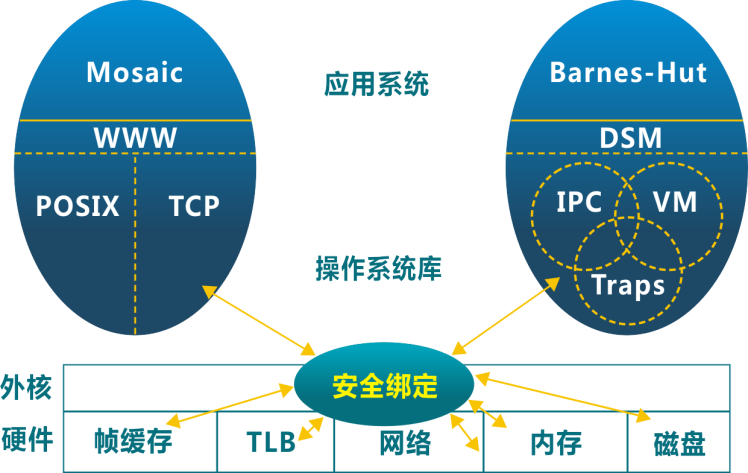 Mosaic
应用系统
Barnes-Hut
WWW
DSM
POSIX
TCP
IPC
VM
操作系统库
Traps
外核
安全绑定
硬件
帧缓存
TLB
网络
内存
磁盘